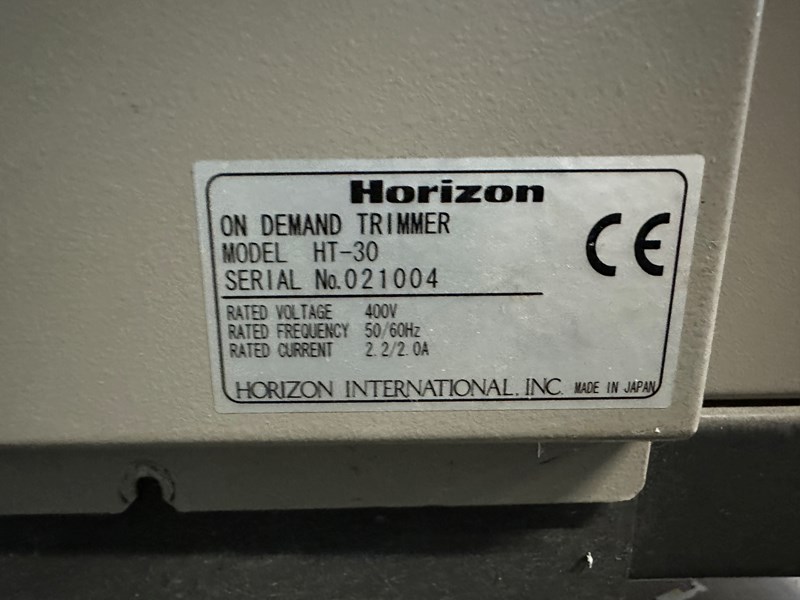 Horizon
ON DEMAND TRIMMER
MODEL HT-30
SERIAL No.021004
CE
RATED VOLTAGE 400V
RATED FREQUENCY 50/60Hz
RATED CURRENT 2.2/2.0A
HORIZON INTERNATIONAL. INC. MADE IN JAPAN